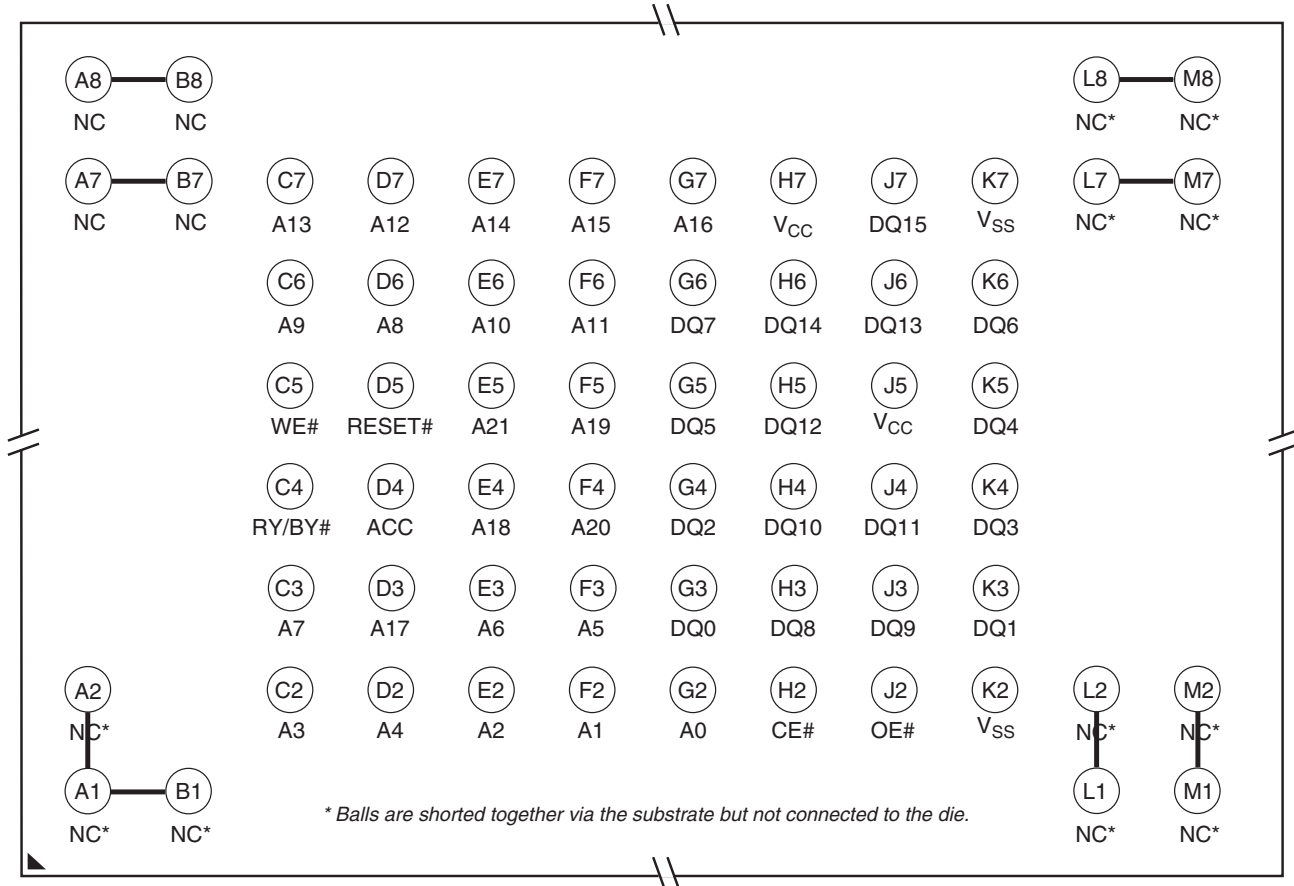 A8 B8 L8 M8
NC NC NC* NC*
A7 B7 C7 D7 E7 F7 G7 H7 J7 K7 L7 M7
NC NC A13 A12 A14 A15 A16 VCC DQ15 VSS NC* NC*
C6 D6 E6 F6 G6 H6 J6 K6
A9 A8 A10 A11 DQ7 DQ14 DQ13 DQ6
C5 D5 E5 F5 G5 H5 J5 K5
WE# RESET# A21 A19 DQ5 DQ12 VCC DQ4
C4 D4 E4 F4 G4 H4 J4 K4
RY/BY# ACC A18 A20 DQ2 DQ10 DQ11 DQ3
C3 D3 E3 F3 G3 H3 J3 K3
A7 A17 A6 A5 DQ0 DQ8 DQ9 DQ1
A2 C2 D2 E2 F2 G2 H2 J2 K2 L2 M2
NC* A3 A4 A2 A1 A0 CE# OE# VSS NC* NC*
A1 B1 L1 M1
* Balls are shorted together via the substrate but not connected to the die.
NC* NC* NC* NC*